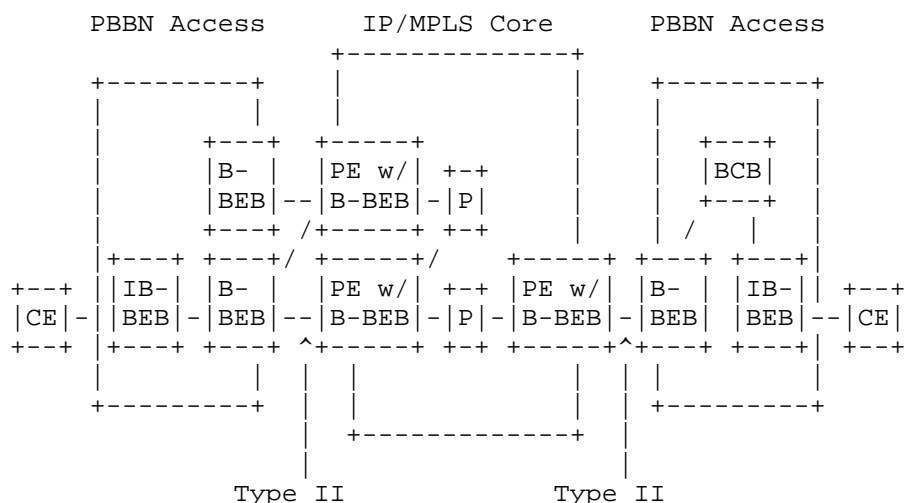 PBBN Access IP/MPLS Core PBBN Access
B- PE w/ BCB
BEB B-BEB P
IB- B- PE w/ PE w/ B- IB-
CE BEB BEB B-BEB P B-BEB BEB BEB CE
Type II Type II